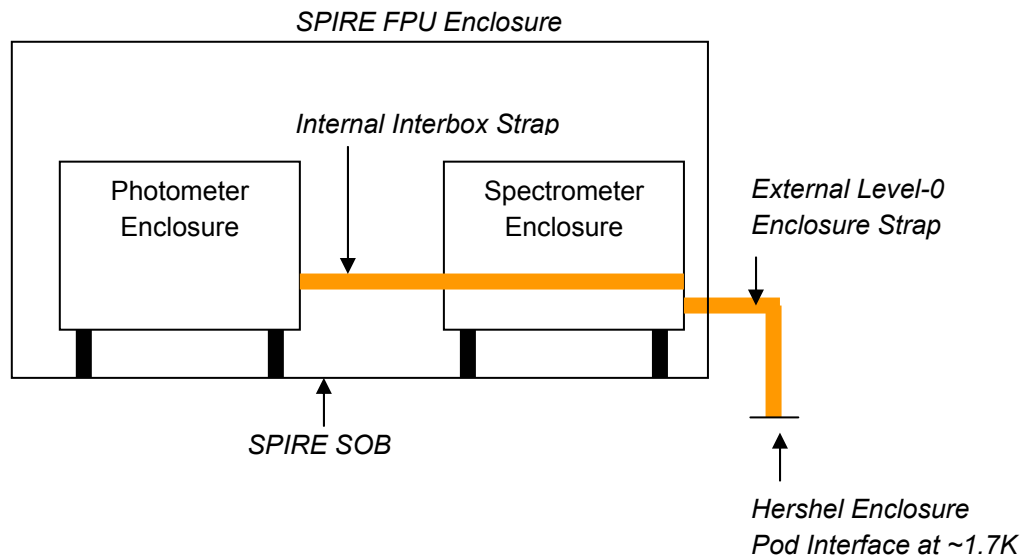 SPIRE FPU Enclosure
Internal Interbox Strap
Photometer
Enclosure
Spectrometer
Enclosure
External Level-0
Enclosure Strap
SPIRE SOB
Hershel Enclosure
Pod Interface at ~1.7K